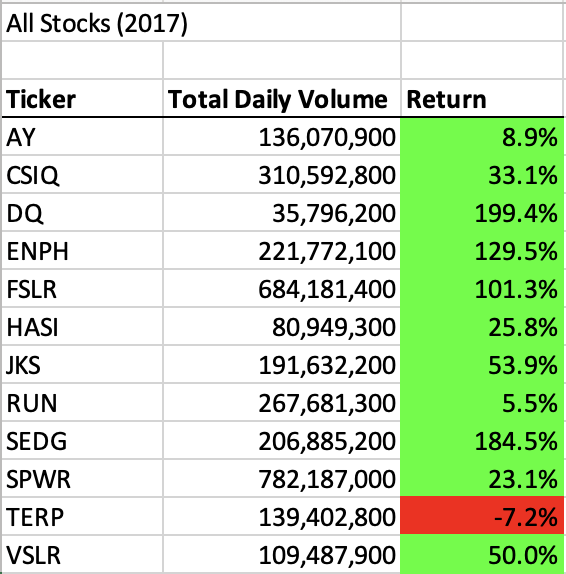 All Stocks (2017)
Ticker Total Daily Volume Return
AY 136,070,900 8.9%
CSIQ 310,592,800 33.1%
DQ 35,796,200 199.4%
ENPH 221,772,100 129.5%
FSLR 684,181,400 101.3%
HASI 80,949,300 25.8%
JKS 191,632,200 53.9%
RUN 267,681,300 5.5%
SEDG 206,885,200 184.5%
SPWR 782,187,000 23.1%
TERP 139,402,800 -7.2%
VSLR 109,487,900 50.0%